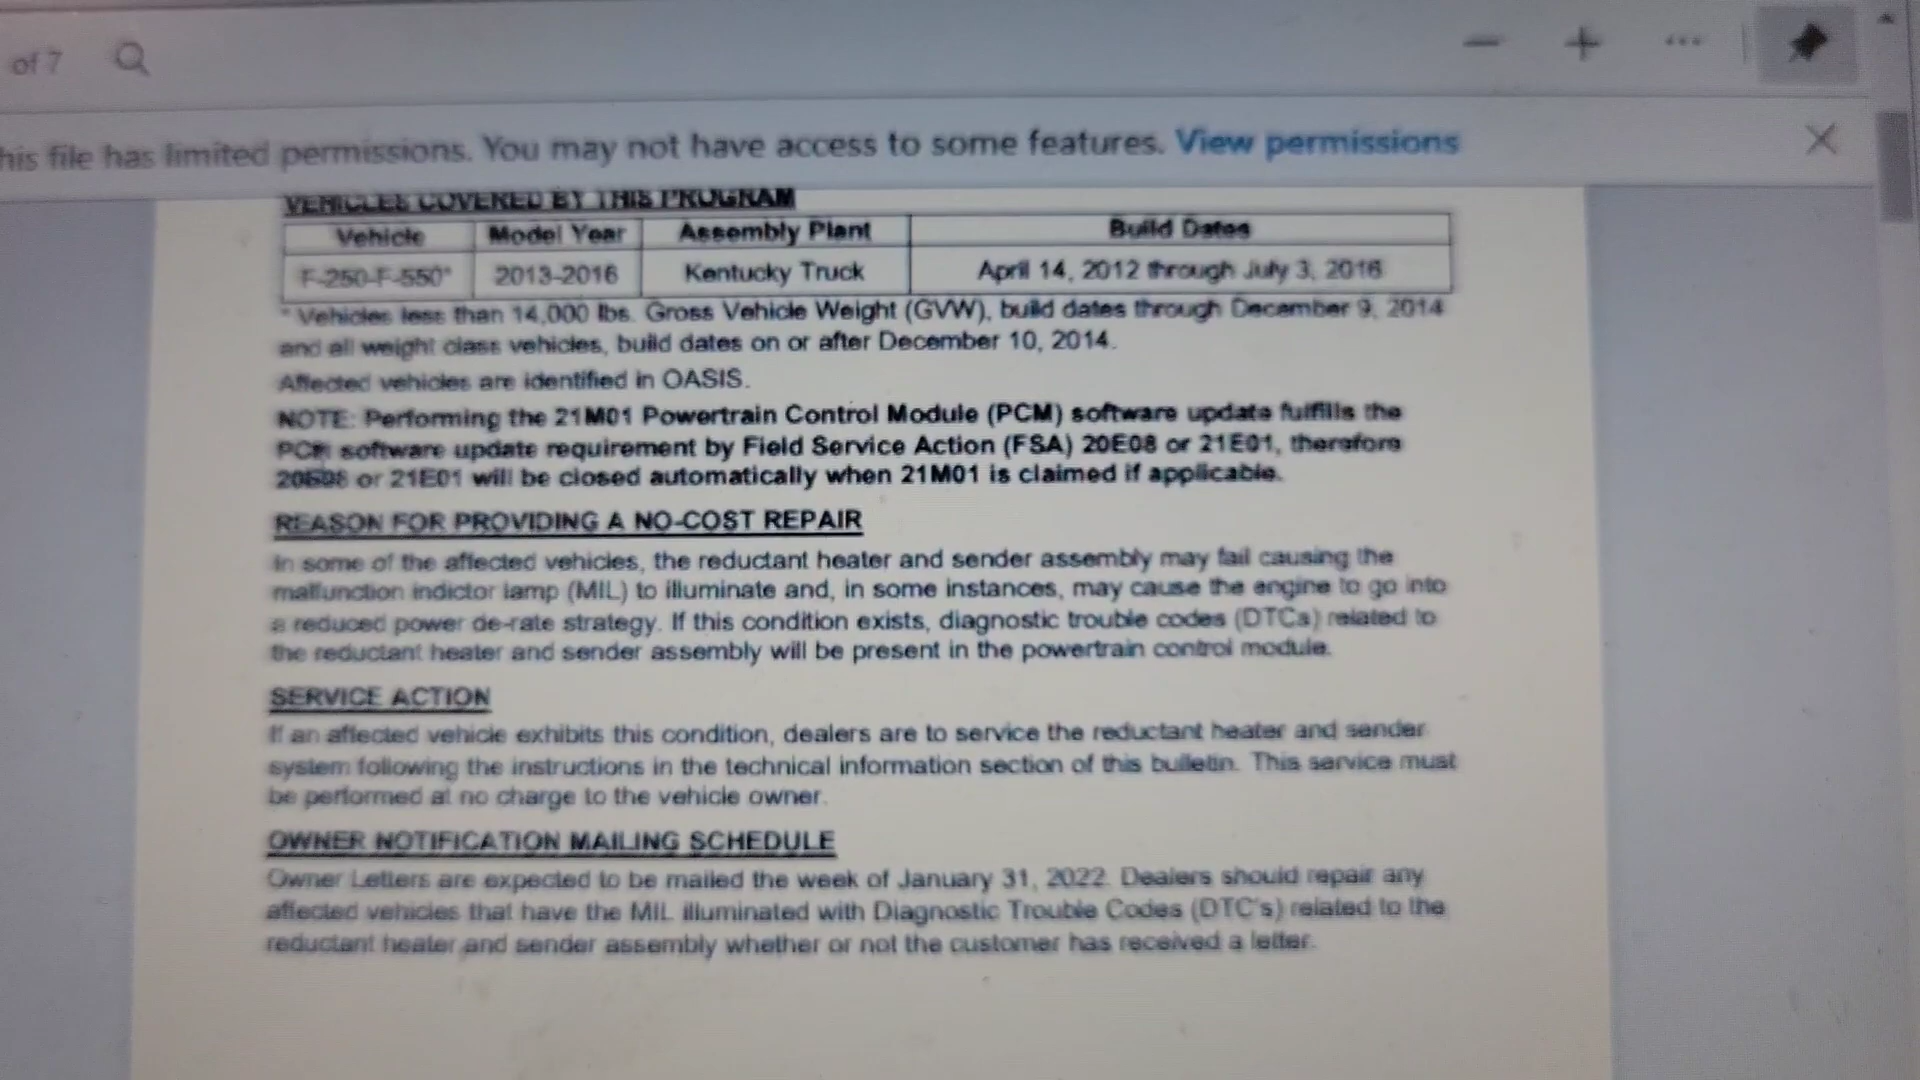 of 7
his file has limited permissions. You may not have access to some features. View permissions
VEHICLES COVERED BY THIS PROGRAM
Vehicle Model Year Assembly Plant Build Dates
F-250-F-550* 2013-2016 Kentucky Truck April 14, 2012 through July 3, 2016
* Vehicles less than 14,000 lbs. Gross Vehicle Weight (GVW), build dates through December 9, 2014
and all weight class vehicles, build dates on or after December 10, 2014.
Affected vehicles are identified in OASIS.
NOTE: Performing the 21M01 Powertrain Control Module (PCM) software update fulfills the
PCM software update requirement by Field Service Action (FSA) 20E08 or 21E01, therefore
20E08 or 21E01 will be closed automatically when 21M01 is claimed if applicable.
REASON FOR PROVIDING A NO-COST REPAIR
In some of the affected vehicles, the reductant heater and sender assembly may fail causing the
malfunction indictor lamp (MIL) to illuminate and, in some instances, may cause the engine to go into
a reduced power de-rate strategy. If this condition exists, diagnostic trouble codes (DTCs) related to
the reductant heater and sender assembly will be present in the powertrain control module.
SERVICE ACTION
If an affected vehicle exhibits this condition, dealers are to service the reductant heater and sender
system following the instructions in the technical information section of this bulletin. This service must
be performed at no charge to the vehicle owner.
OWNER NOTIFICATION MAILING SCHEDULE
Owner Letters are expected to be mailed the week of January 31, 2022. Dealers should repair any
affected vehicles that have the MIL illuminated with Diagnostic Trouble Codes (DTC's) related to the
reductant heater and sender assembly whether or not the customer has received a letter.